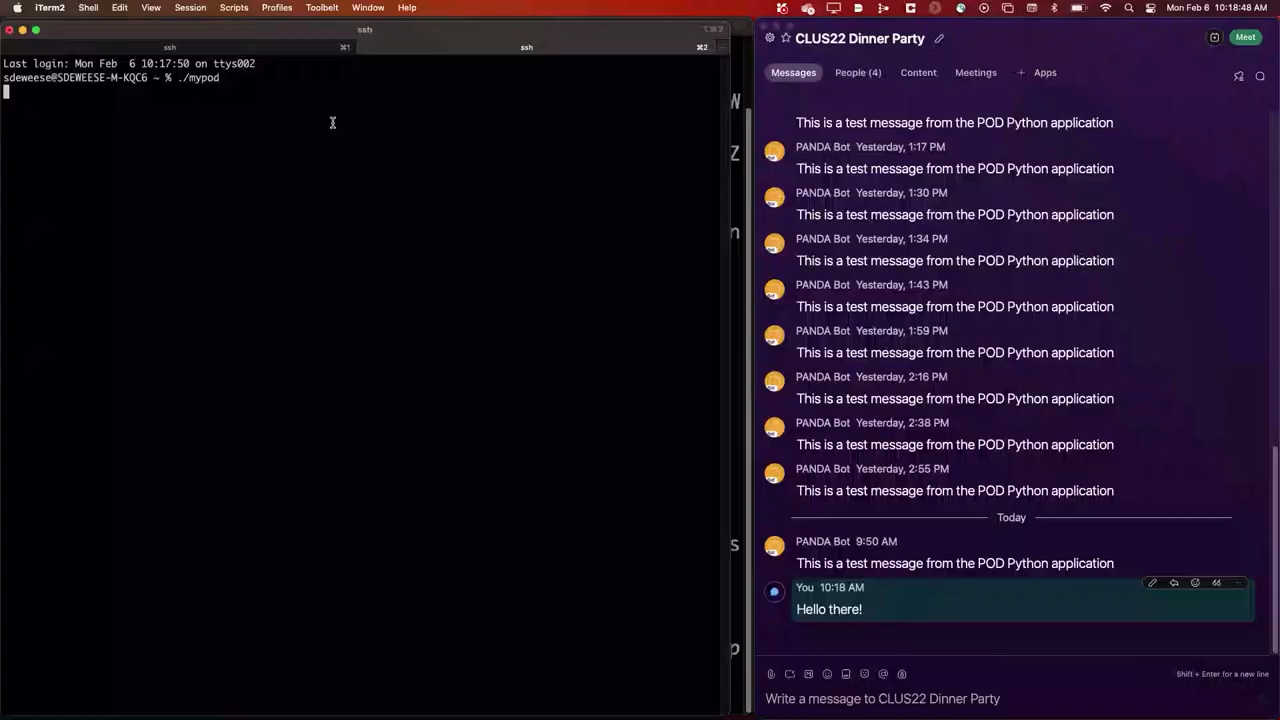 iTerm2 Shell Edit View Session Scripts Profiles Toolbelt Window Help
Mon Feb 6 10:18:48 AM
ssh
⌥⌘2
ssh ⌘1
ssh ⌘2
Last login: Mon Feb  6 10:17:50 on ttys002
sdeweese@SDEWEESE-M-KQC6 ~ % ./mypod
W
Z
n
s
p
CLUS22 Dinner Party
Meet
Messages People (4) Content Meetings + Apps
This is a test message from the POD Python application
PANDA Bot Yesterday, 1:17 PM
This is a test message from the POD Python application
PANDA Bot Yesterday, 1:30 PM
This is a test message from the POD Python application
PANDA Bot Yesterday, 1:34 PM
This is a test message from the POD Python application
PANDA Bot Yesterday, 1:43 PM
This is a test message from the POD Python application
PANDA Bot Yesterday, 1:59 PM
This is a test message from the POD Python application
PANDA Bot Yesterday, 2:16 PM
This is a test message from the POD Python application
PANDA Bot Yesterday, 2:38 PM
This is a test message from the POD Python application
PANDA Bot Yesterday, 2:55 PM
This is a test message from the POD Python application
Today
PANDA Bot 9:50 AM
This is a test message from the POD Python application
You 10:18 AM
Hello there!
Shift + Enter for a new line
Write a message to CLUS22 Dinner Party